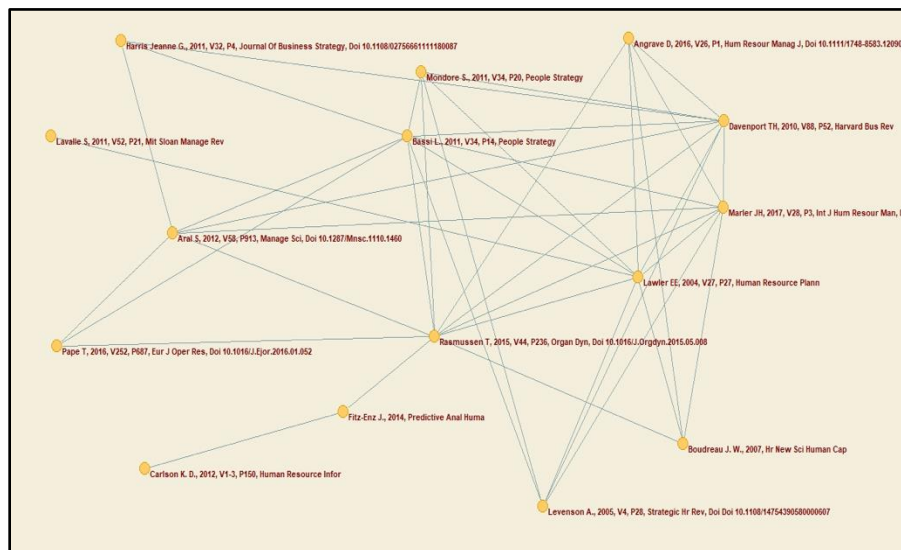 Harris Jeanne G., 2011, V32, P4, Journal Of Business Strategy, Doi 10.1108/02756661111180087
Angrave D, 2016, V26, P1, Hum Resour Manag J, Doi 10.1111/1748-8583.12090
Mondore S., 2011, V34, P20, People Strategy
Davenport TH, 2010, V88, P52, Harvard Bus Rev
Lavalle S, 2011, V52, P21, Mit Sloan Manage Rev
Bassi L., 2011, V34, P14, People Strategy
Marler JH, 2017, V28, P3, Int J Hum Resour Man,
Aral S, 2012, V58, P913, Manage Sci, Doi 10.1287/Mnsc.1110.1460
Lawler EE, 2004, V27, P27, Human Resource Plann
Rasmussen T, 2015, V44, P236, Organ Dyn, Doi 10.1016/J.Orgdyn.2015.05.008
Pape T, 2016, V252, P687, Eur J Oper Res, Doi 10.1016/J.Ejor.2016.01.052
Fitz-Enz J., 2014, Predictive Anal Huma
Boudreau J. W., 2007, Hr New Sci Human Cap
Carlson K. D., 2012, V1-3, P150, Human Resource Infor
Levenson A., 2005, V4, P28, Strategic Hr Rev, Doi Doi 10.1108/14754390580000607